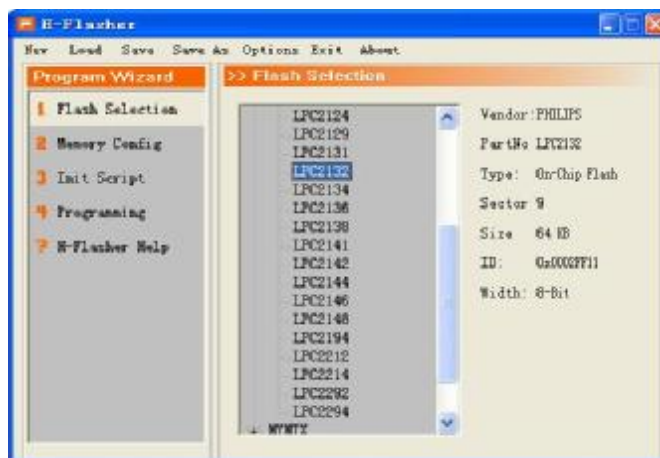 H-Flasher
New Load Save Save As Options Exit About
Program Wizard
>> Flash Selection
1 Flash Selection
2 Memory Config
3 Init Script
4 Programming
? H-Flasher Help
LPC2124
LPC2129
LPC2131
LPC2132
LPC2134
LPC2136
LPC2138
LPC2141
LPC2142
LPC2144
LPC2146
LPC2148
LPC2194
LPC2212
LPC2214
LPC2292
LPC2294
Vendor:PHILIPS
PartNo LPC2132
Type: On-Chip Flash
Sector 9
Size 64 KB
ID: 0x0002FF11
Width: 8-Bit